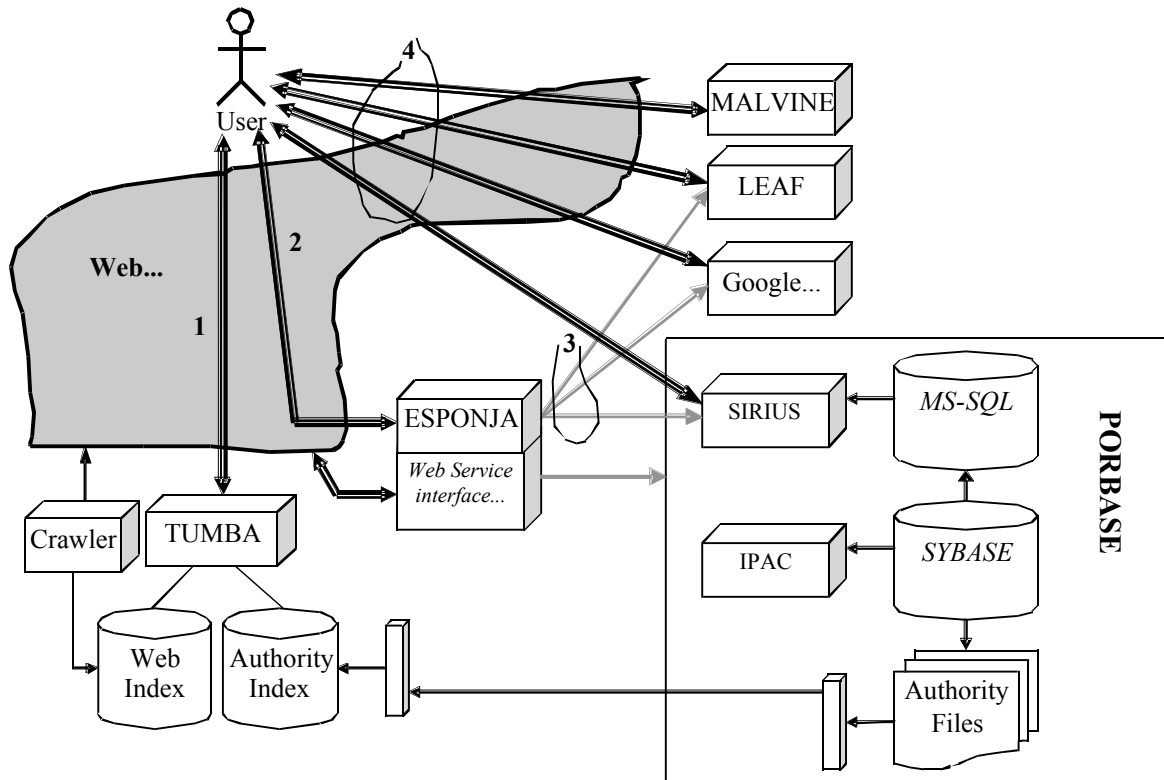 4
MALVINE
User
LEAF
2
Web...
Google...
1
3
ESPONJA
SIRIUS
MS-SQL
PORBASE
Web Service
interface...
Crawler
TUMBA
IPAC
SYBASE
Web
Index
Authority
Index
Authority
Files